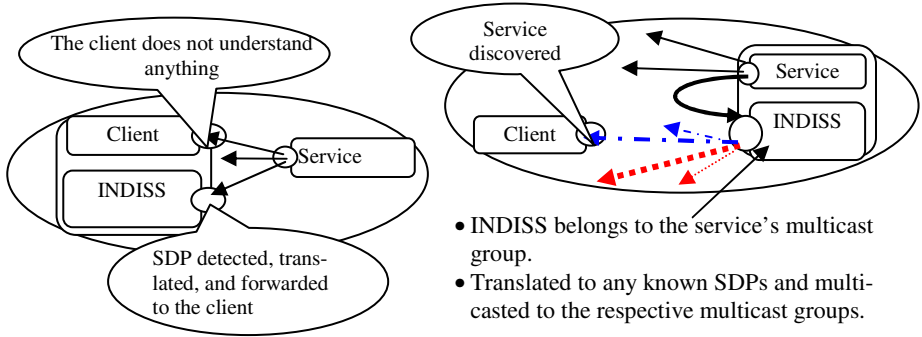 The client does not understand
anything
Client
INDISS
Service
SDP detected, trans-
lated, and forwarded
to the client
Service
discovered
Service
INDISS
Client
• INDISS belongs to the service's multicast
group.
• Translated to any known SDPs and multi-
casted to the respective multicast groups.